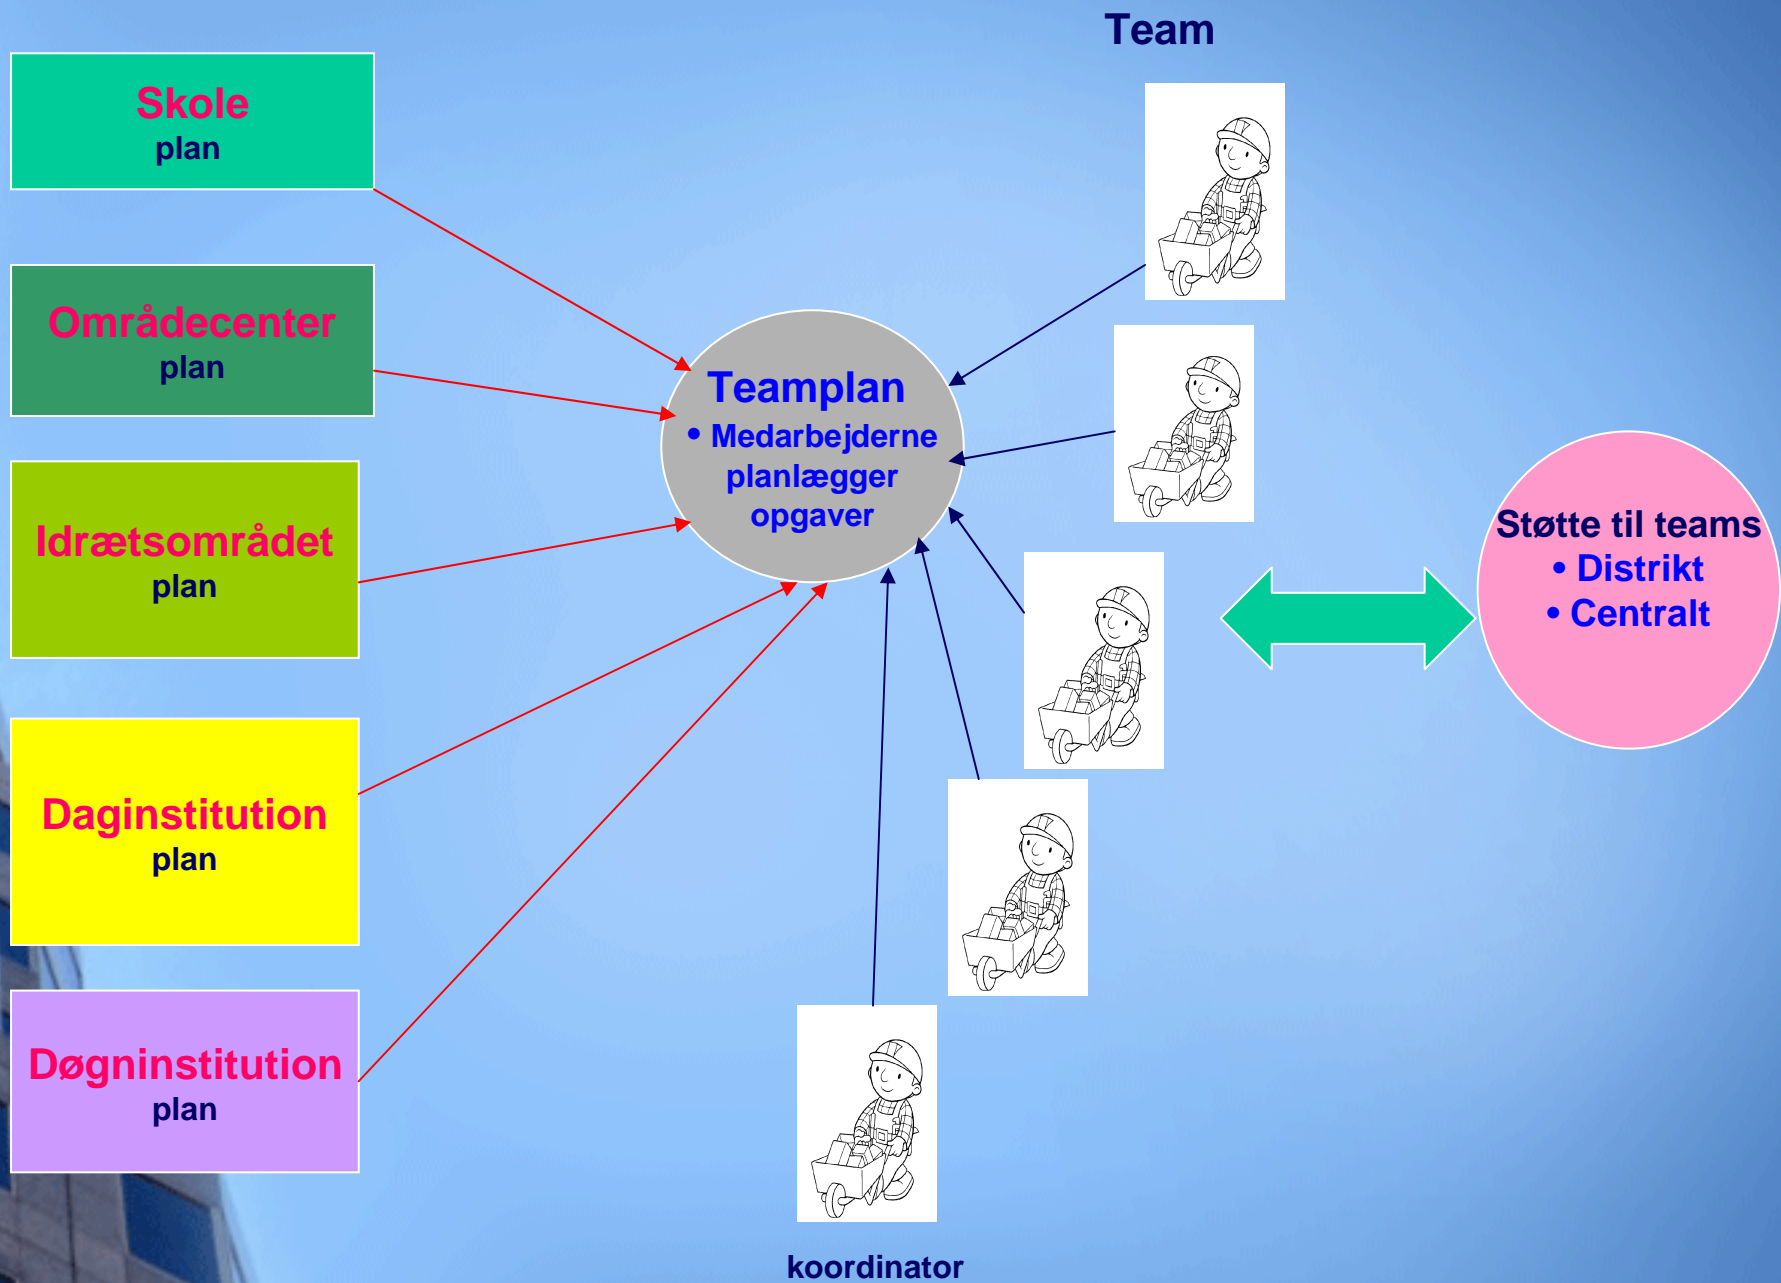 Team
Skole
plan
Områdecenter
plan
Idrætsområdet
plan
Daginstitution
plan
Døgninstitution
plan
Teamplan
• Medarbejderne
planlægger
opgaver
Støtte til teams
• Distrikt
• Centralt
koordinator